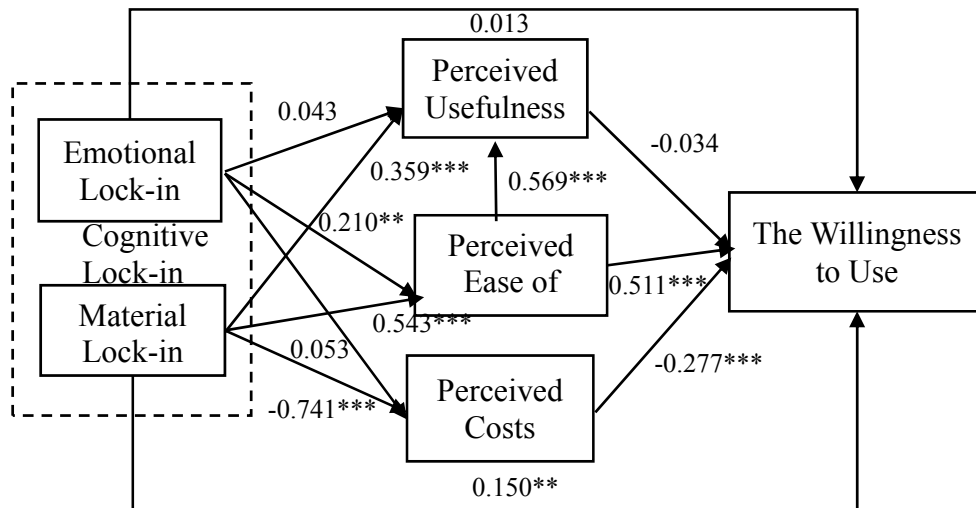 0.013
Perceived
Usefulness
0.043
Emotional
Lock-in
0.359***
-0.034
0.569***
0.210**
Cognitive
Lock-in
Perceived
Ease of
The Willingness
to Use
0.511***
Material
Lock-in
0.543***
0.053
-0.277***
-0.741***
Perceived
Costs
0.150**